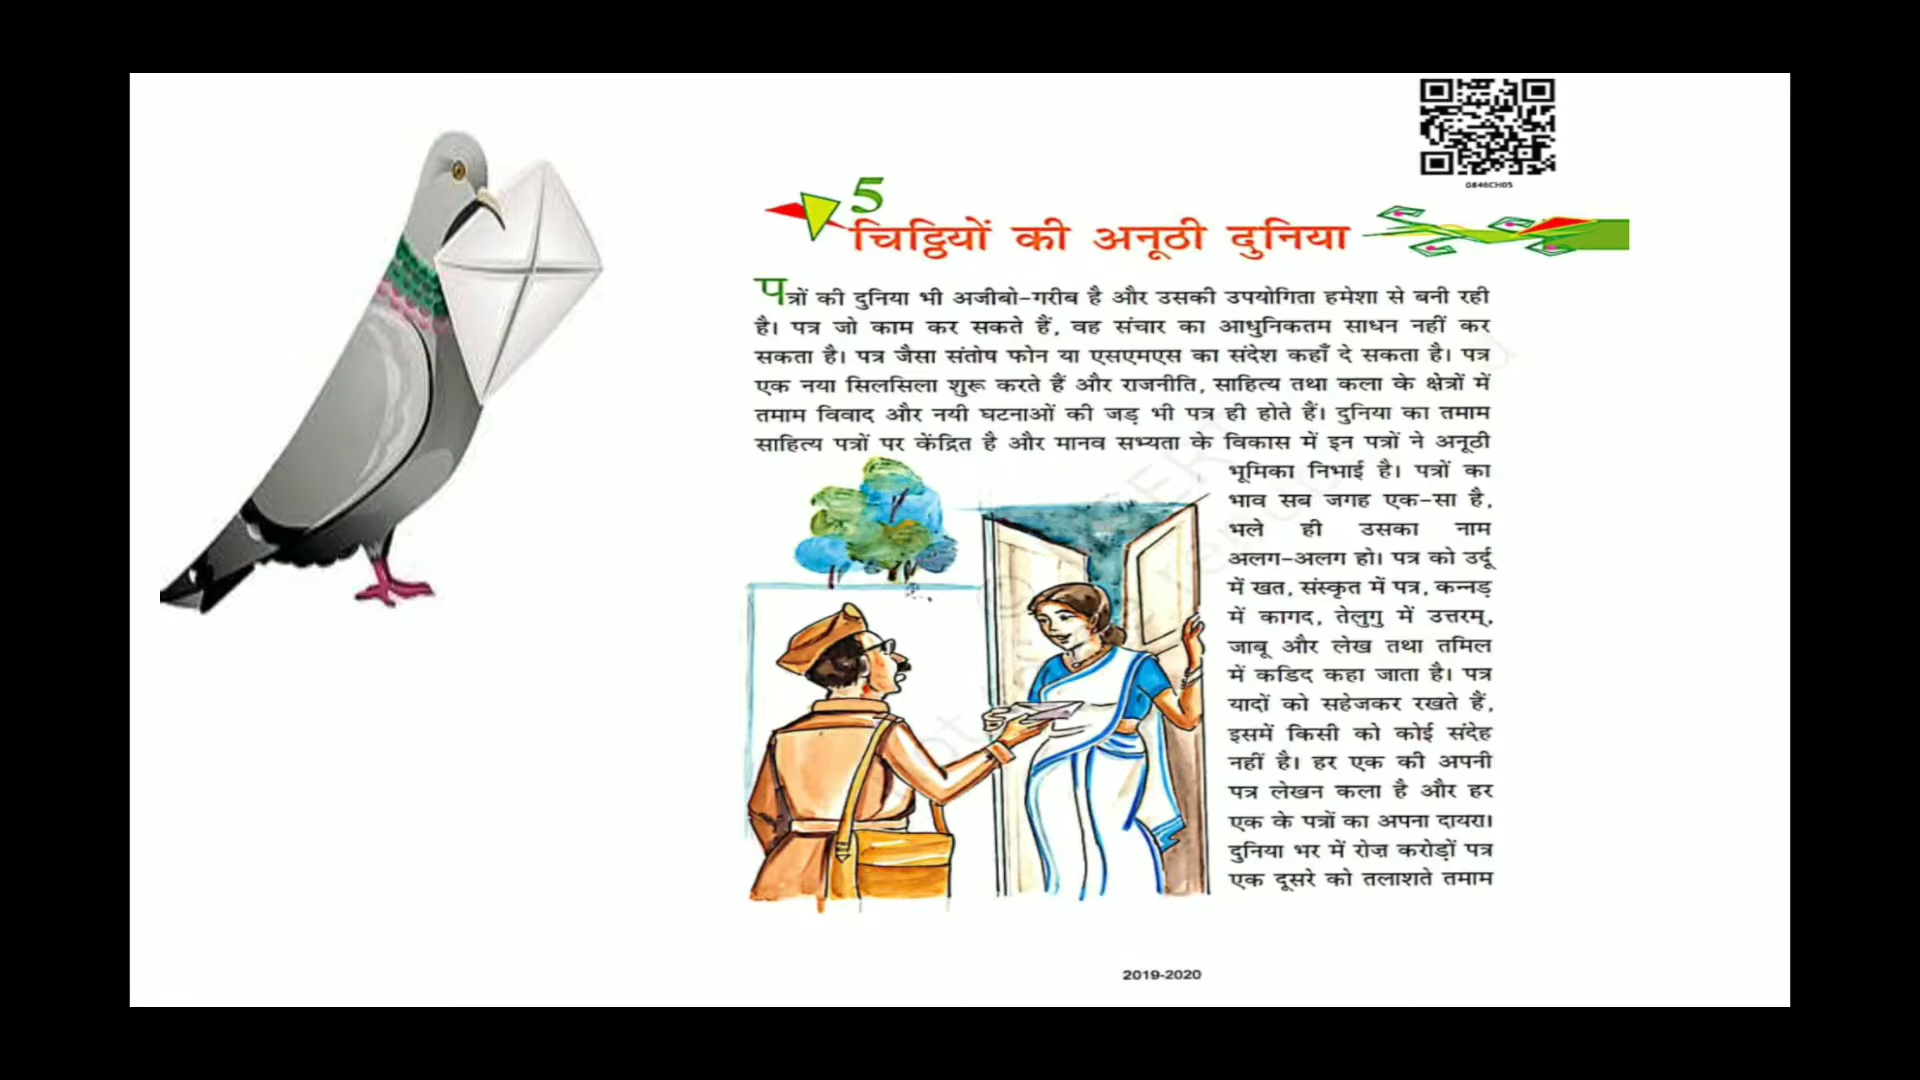 0846CH05
5
चिट्ठियों की अनूठी दुनिया
पत्रों की दुनिया भी अजीबो-गरीब है और उसकी उपयोगिता हमेशा से बनी रही
है। पत्र जो काम कर सकते हैं, वह संचार का आधुनिकतम साधन नहीं कर
सकता है। पत्र जैसा संतोष फोन या एसएमएस का संदेश कहाँ दे सकता है। पत्र
एक नया सिलसिला शुरू करते हैं और राजनीति, साहित्य तथा कला के क्षेत्रों में
तमाम विवाद और नयी घटनाओं की जड़ भी पत्र ही होते हैं। दुनिया का तमाम
साहित्य पत्रों पर केंद्रित है और मानव सभ्यता के विकास में इन पत्रों ने अनूठी
भूमिका निभाई है। पत्रों का
भाव सब जगह एक-सा है,
भले ही उसका नाम
अलग-अलग हो। पत्र को उर्दू
में खत, संस्कृत में पत्र, कन्नड़
में कागद, तेलुगु में उत्तरम्,
जाबू और लेख तथा तमिल
में कडिद कहा जाता है। पत्र
यादों को सहेजकर रखते हैं,
इसमें किसी को कोई संदेह
नहीं है। हर एक की अपनी
पत्र लेखन कला है और हर
एक के पत्रों का अपना दायरा।
दुनिया भर में रोज़ करोड़ों पत्र
एक दूसरे को तलाशते तमाम
2019-2020